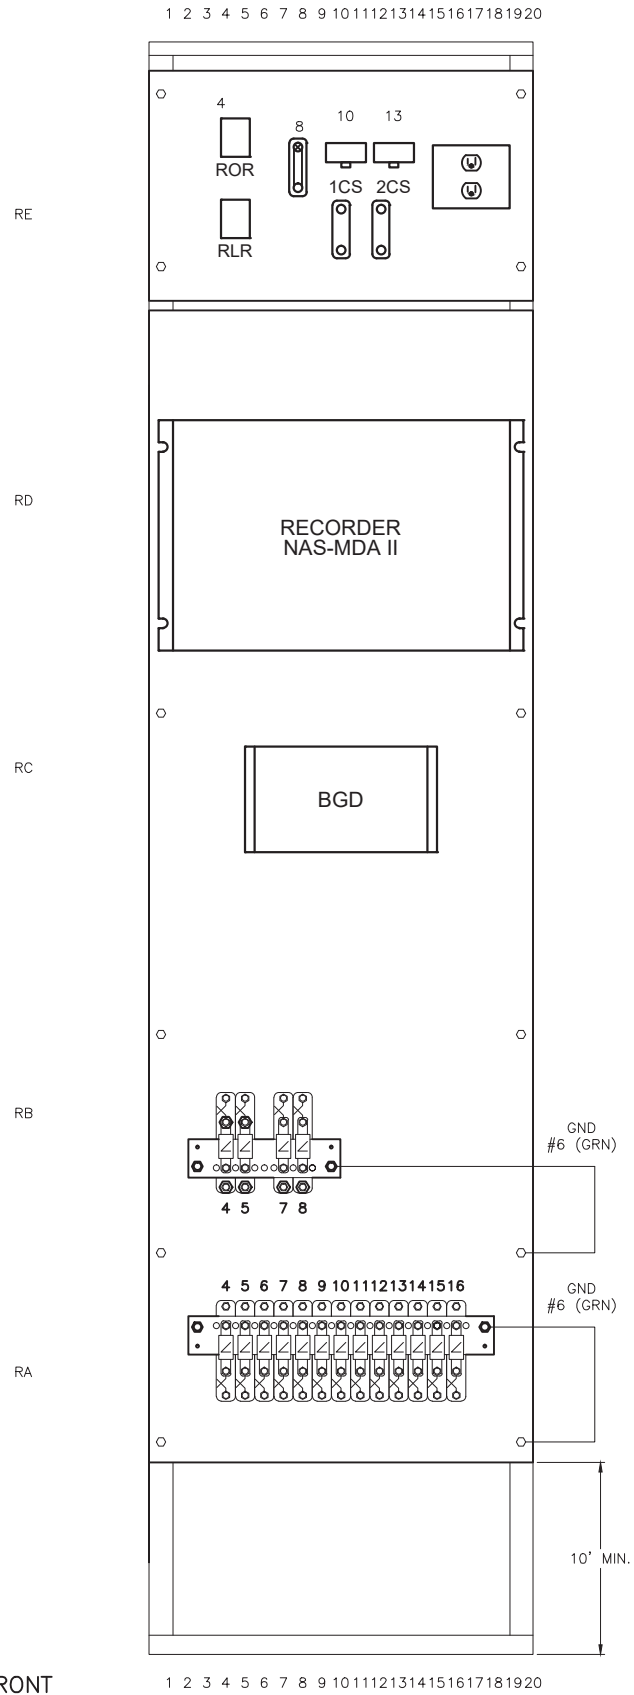 1 2 3 4 5 6 7 8 9 10 11 12 13 14 15 16 17 18 19 20
4
8
10 13
ROR
1CS 2CS
RE
RLR
RD
RECORDER
NAS-MDA II
RC
BGD
RB
GND
#6 (GRN)
4 5 7 8
4 5 6 7 8 9 10 11 12 13 14 15 16
GND
#6 (GRN)
RA
10' MIN.
RONT
1 2 3 4 5 6 7 8 9 10 11 12 13 14 15 16 17 18 19 20